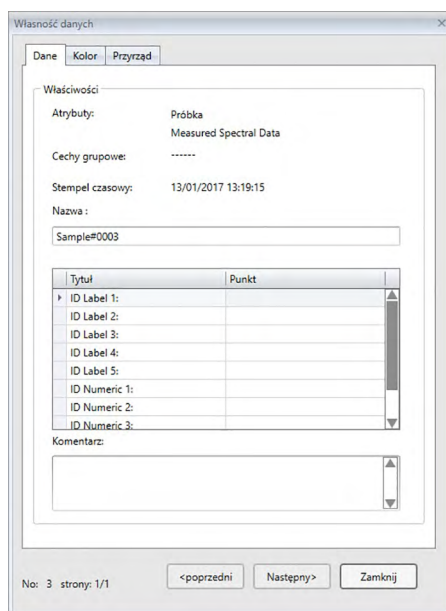 Własność danych
Dane Kolor Przyrząd
Właściwości
Atrybuty: Próbka
Measured Spectral Data
Cechy grupowe: ------
Stempel czasowy: 13/01/2017 13:19:15
Nazwa :
Sample#0003
Tytuł Punkt
ID Label 1:
ID Label 2:
ID Label 3:
ID Label 4:
ID Label 5:
ID Numeric 1:
ID Numeric 2:
ID Numeric 3:
Komentarz:
No: 3 strony: 1/1 <poprzedni Następny> Zamknij